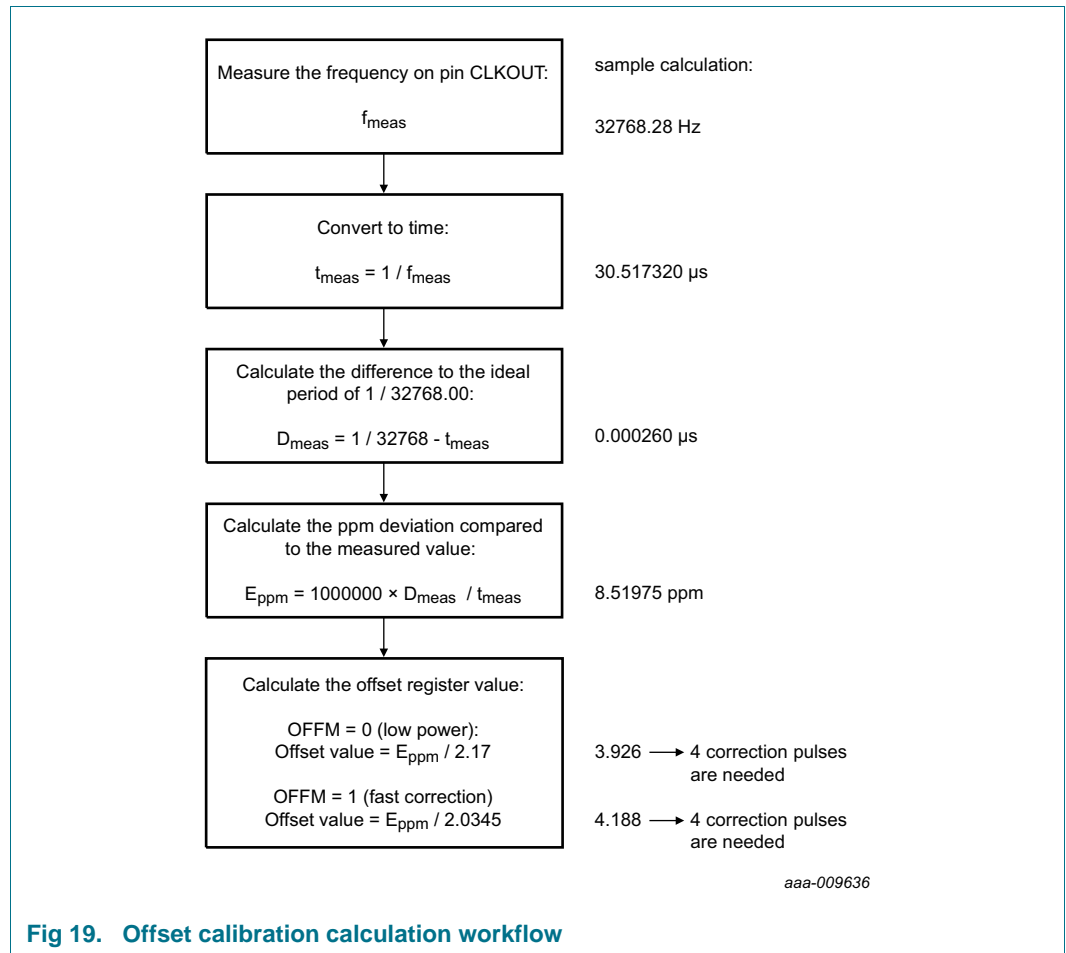 Measure the frequency on pin CLKOUT:
fmeas
sample calculation:
32768.28 Hz
Convert to time:
tmeas = 1 / fmeas
30.517320 µs
Calculate the difference to the ideal
period of 1 / 32768.00:
Dmeas = 1 / 32768 - tmeas
0.000260 µs
Calculate the ppm deviation compared
to the measured value:
Eppm = 1000000 × Dmeas / tmeas
8.51975 ppm
Calculate the offset register value:
OFFM = 0 (low power):
Offset value = Eppm / 2.17
3.926 → 4 correction pulses
are needed
OFFM = 1 (fast correction)
Offset value = Eppm / 2.0345
4.188 → 4 correction pulses
are needed
aaa-009636
Fig 19. Offset calibration calculation workflow